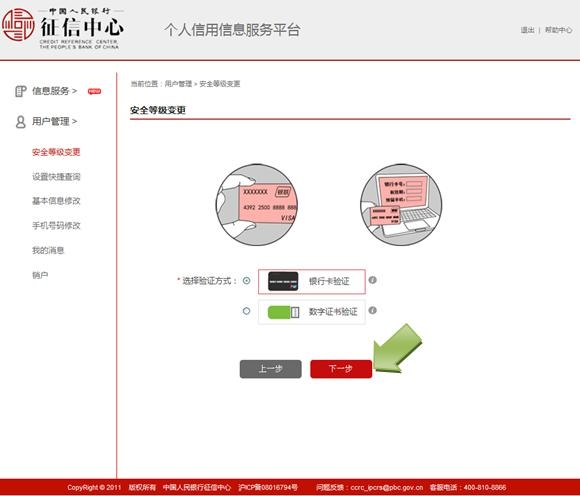 中国人民银行
征信中心
CREDIT REFERENCE CENTER,
THE PEOPLE'S BANK OF CHINA
个人信用信息服务平台
退出 | 帮助中心
信息服务 > NEW
用户管理 >
安全等级变更
设置快捷查询
基本信息修改
手机号码修改
我的消息
销户
当前位置：用户管理 > 安全等级变更
安全等级变更
XXXXXXX 银联
4392 2500 8888 888
VISA
银行卡号：
有效期：
预留手机：
* 选择验证方式： 银行卡验证
数字证书验证
上一步 下一步
CopyRight © 2011 版权所有 中国人民银行征信中心 沪ICP备08016794号 问题反馈：ccrc_ipcrs@pbc.gov.cn 客服电话：400-810-8866